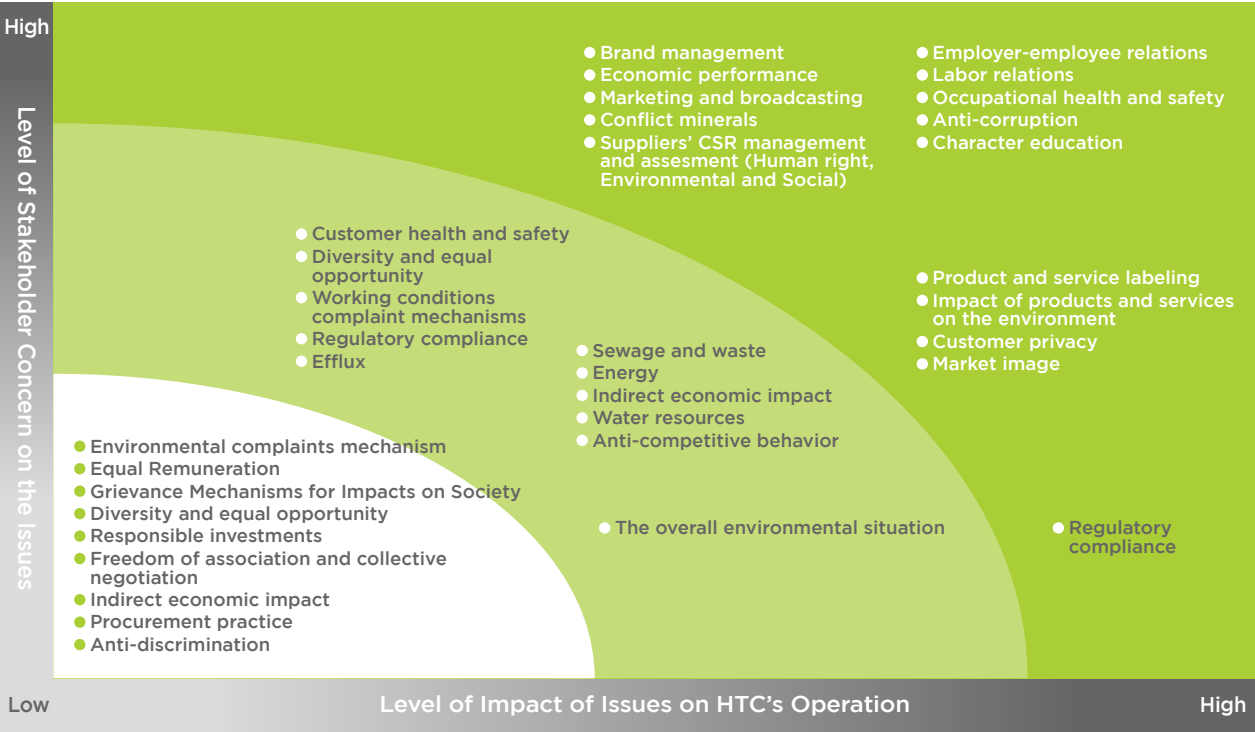 High
Level of Stakeholder Concern on the Issues
Brand management
Economic performance
Marketing and broadcasting
Conflict minerals
Suppliers’ CSR management
and assesment (Human right,
Environmental and Social)
Employer-employee relations
Labor relations
Occupational health and safety
Anti-corruption
Character education
Customer health and safety
Diversity and equal
opportunity
Working conditions
complaint mechanisms
Regulatory compliance
Efflux
Product and service labeling
Impact of products and services
on the environment
Customer privacy
Market image
Sewage and waste
Energy
Indirect economic impact
Water resources
Anti-competitive behavior
Environmental complaints mechanism
Equal Remuneration
Grievance Mechanisms for Impacts on Society
Diversity and equal opportunity
Responsible investments
Freedom of association and collective
negotiation
Indirect economic impact
Procurement practice
Anti-discrimination
The overall environmental situation
Regulatory
compliance
Low
Level of Impact of Issues on HTC’s Operation
High